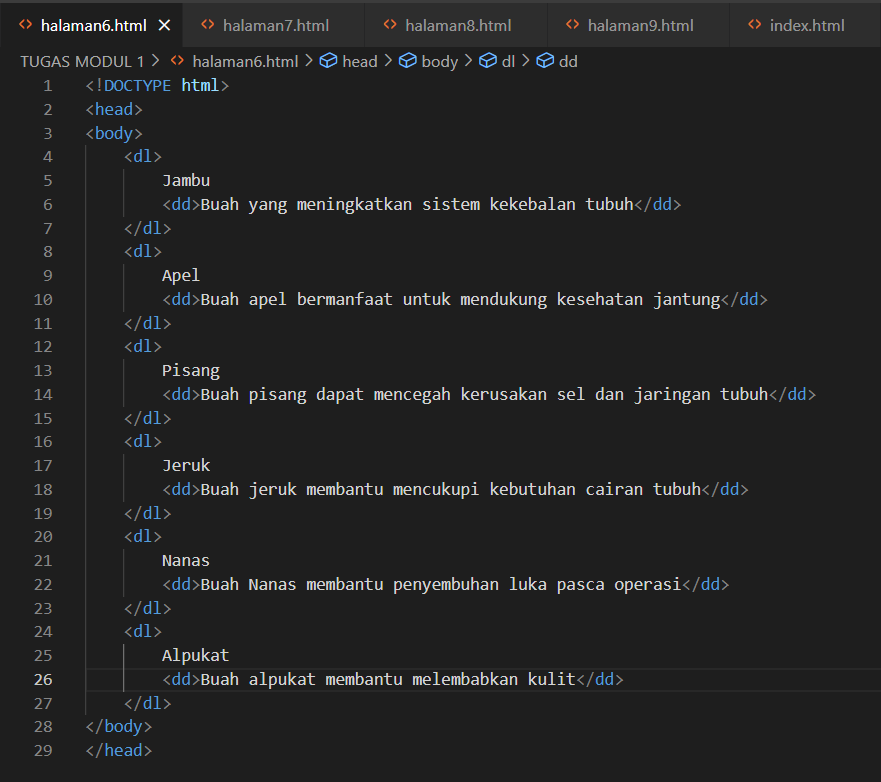 halaman6.html halaman7.html halaman8.html halaman9.html index.html
TUGAS MODUL 1 > halaman6.html > head > body > dl > dd
1 <!DOCTYPE html>
2 <head>
3 <body>
4 <dl>
5 Jambu
6 <dd>Buah yang meningkatkan sistem kekebalan tubuh</dd>
7 </dl>
8 <dl>
9 Apel
10 <dd>Buah apel bermanfaat untuk mendukung kesehatan jantung</dd>
11 </dl>
12 <dl>
13 Pisang
14 <dd>Buah pisang dapat mencegah kerusakan sel dan jaringan tubuh</dd>
15 </dl>
16 <dl>
17 Jeruk
18 <dd>Buah jeruk membantu mencukupi kebutuhan cairan tubuh</dd>
19 </dl>
20 <dl>
21 Nanas
22 <dd>Buah Nanas membantu penyembuhan luka pasca operasi</dd>
23 </dl>
24 <dl>
25 Alpukat
26 <dd>Buah alpukat membantu melembabkan kulit</dd>
27 </dl>
28 </body>
29 </head>